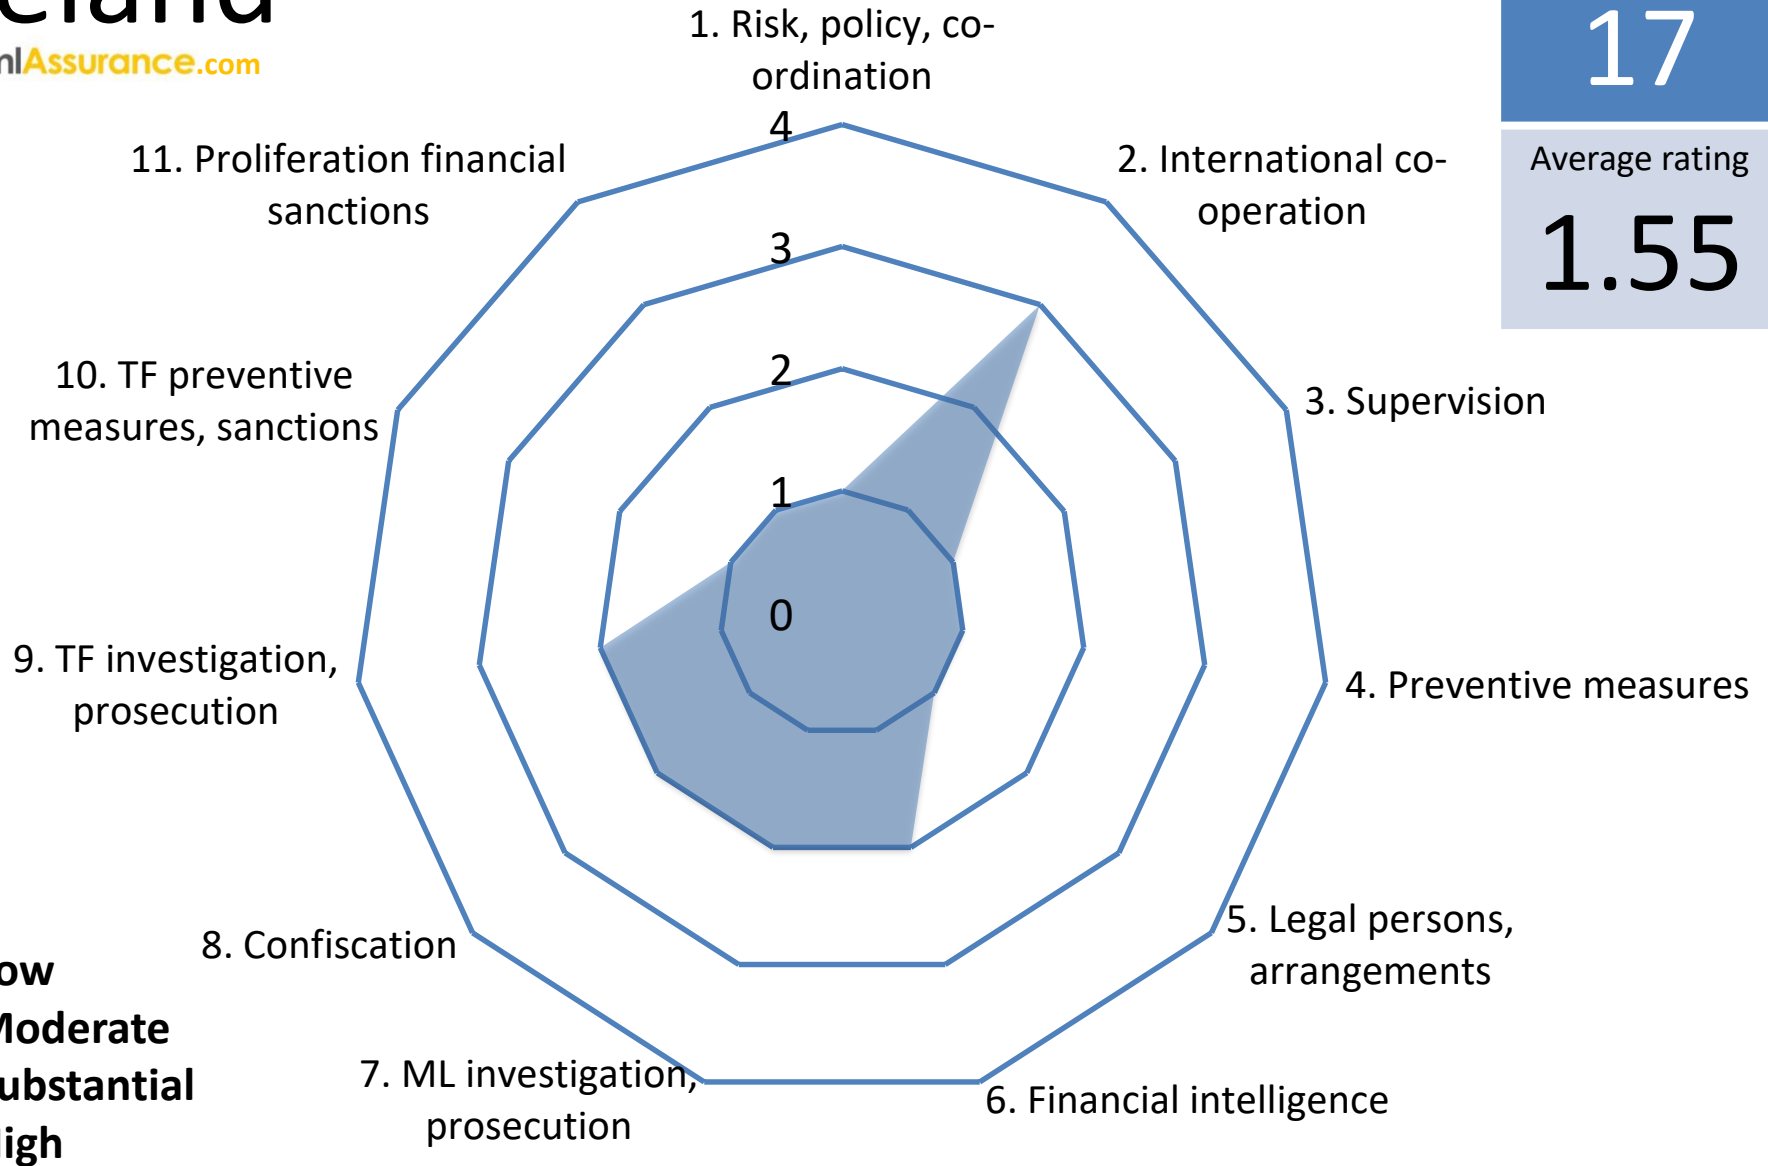 eland
nlAssurance.com
17
Average rating
1.55
1. Risk, policy, co-
ordination
2. International co-
operation
3. Supervision
4. Preventive measures
5. Legal persons,
arrangements
6. Financial intelligence
7. ML investigation,
prosecution
8. Confiscation
9. TF investigation,
prosecution
10. TF preventive
measures, sanctions
11. Proliferation financial
sanctions
4
3
2
1
0
ow
Moderate
ubstantial
High